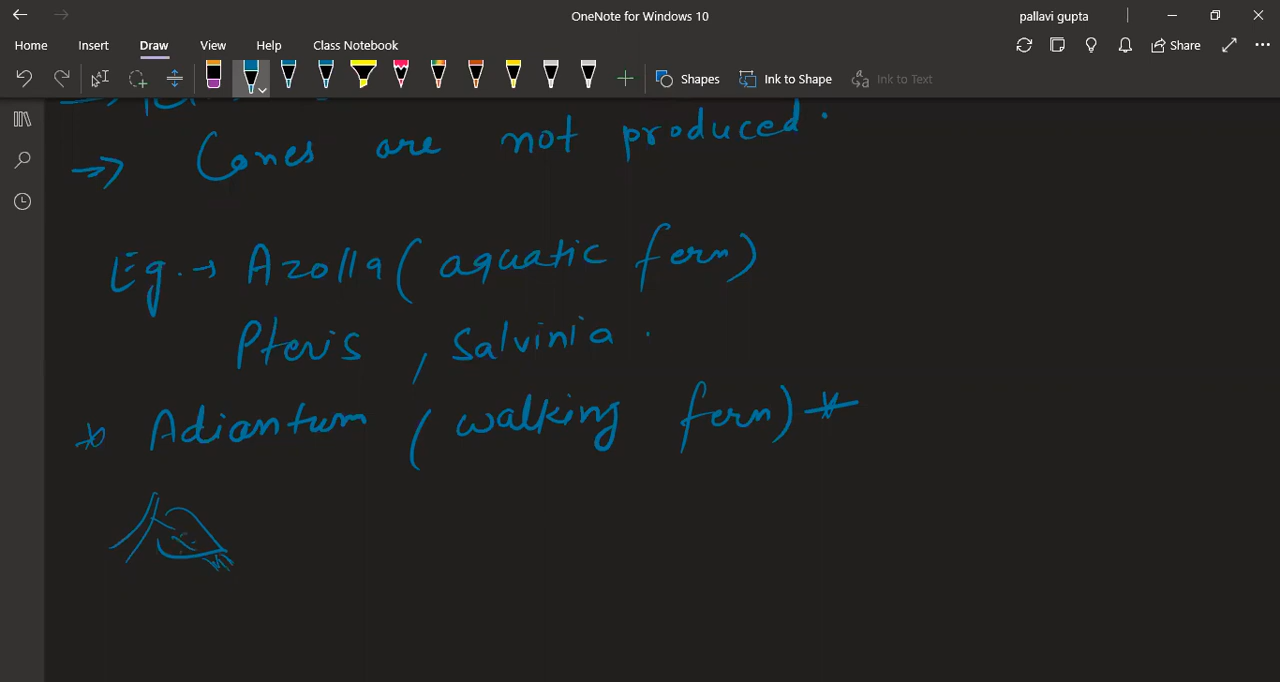 OneNote for Windows 10
pallavi gupta
Home Insert Draw View Help Class Notebook
Share
Shapes Ink to Shape Ink to Text
→ Cones are not produced.
Eg. → Azolla (aquatic fern)
Pteris , Salvinia .
* Adiantum (walking fern) *